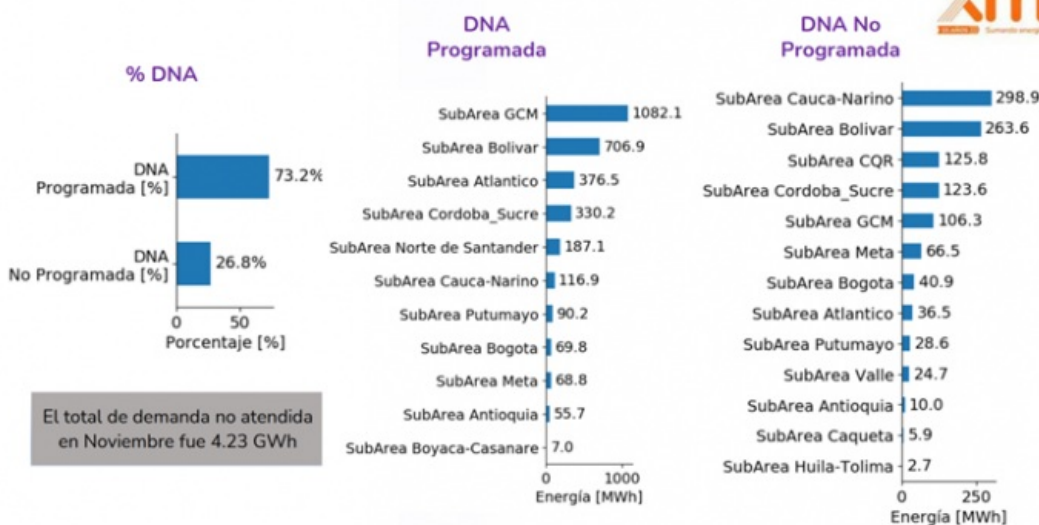 % DNA
DNA
Programada [%]
73.2%
DNA
No Programada [%]
26.8%
0
50
Porcentaje [%]
El total de demanda no atendida
en Noviembre fue 4.23 GWh
DNA
Programada
SubArea GCM 1082.1
SubArea Bolivar 706.9
SubArea Atlantico 376.5
SubArea Cordoba_Sucre 330.2
SubArea Norte de Santander 187.1
SubArea Cauca-Narino 116.9
SubArea Putumayo 90.2
SubArea Bogota 69.8
SubArea Meta 68.8
SubArea Antioquia 55.7
SubArea Boyaca-Casanare 7.0
0 1000
Energía [MWh]
DNA No
Programada
SubArea Cauca-Narino 298.9
SubArea Bolivar 263.6
SubArea CQR 125.8
SubArea Cordoba_Sucre 123.6
SubArea GCM 106.3
SubArea Meta 66.5
SubArea Bogota 40.9
SubArea Atlantico 36.5
SubArea Putumayo 28.6
SubArea Valle 24.7
SubArea Antioquia 10.0
SubArea Caqueta 5.9
SubArea Huila-Tolima 2.7
0 250
Energía [MWh]
Sumando